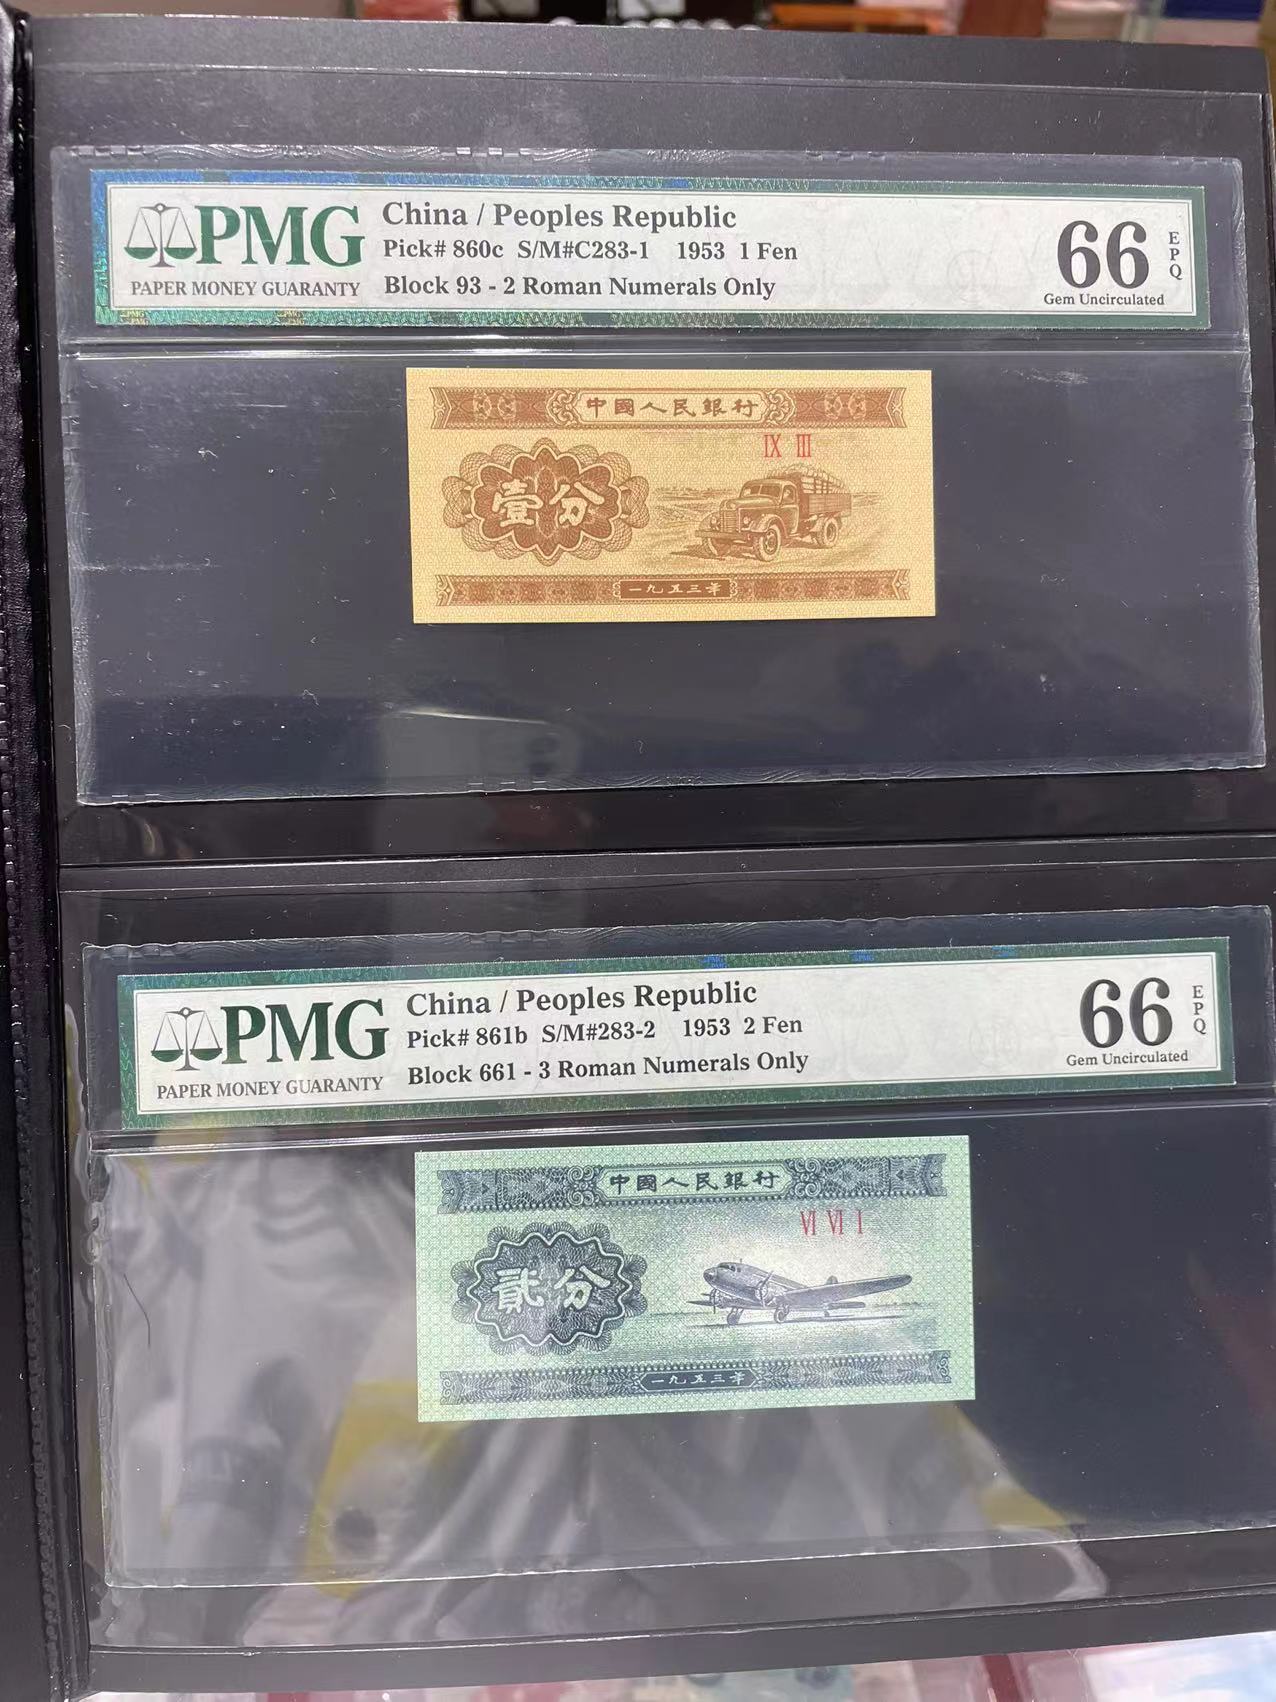 PMG
PAPER MONEY GUARANTY
China / Peoples Republic
Pick# 860c S/M#C283-1 1953 1 Fen
Block 93 - 2 Roman Numerals Only
66
EPQ
Gem Uncirculated
中國人民銀行
IX III
壹分
一九五三年
PMG
PAPER MONEY GUARANTY
China / Peoples Republic
Pick# 861b S/M#283-2 1953 2 Fen
Block 661 - 3 Roman Numerals Only
66
EPQ
Gem Uncirculated
中國人民銀行
VI VI I
貳分
一九五三年